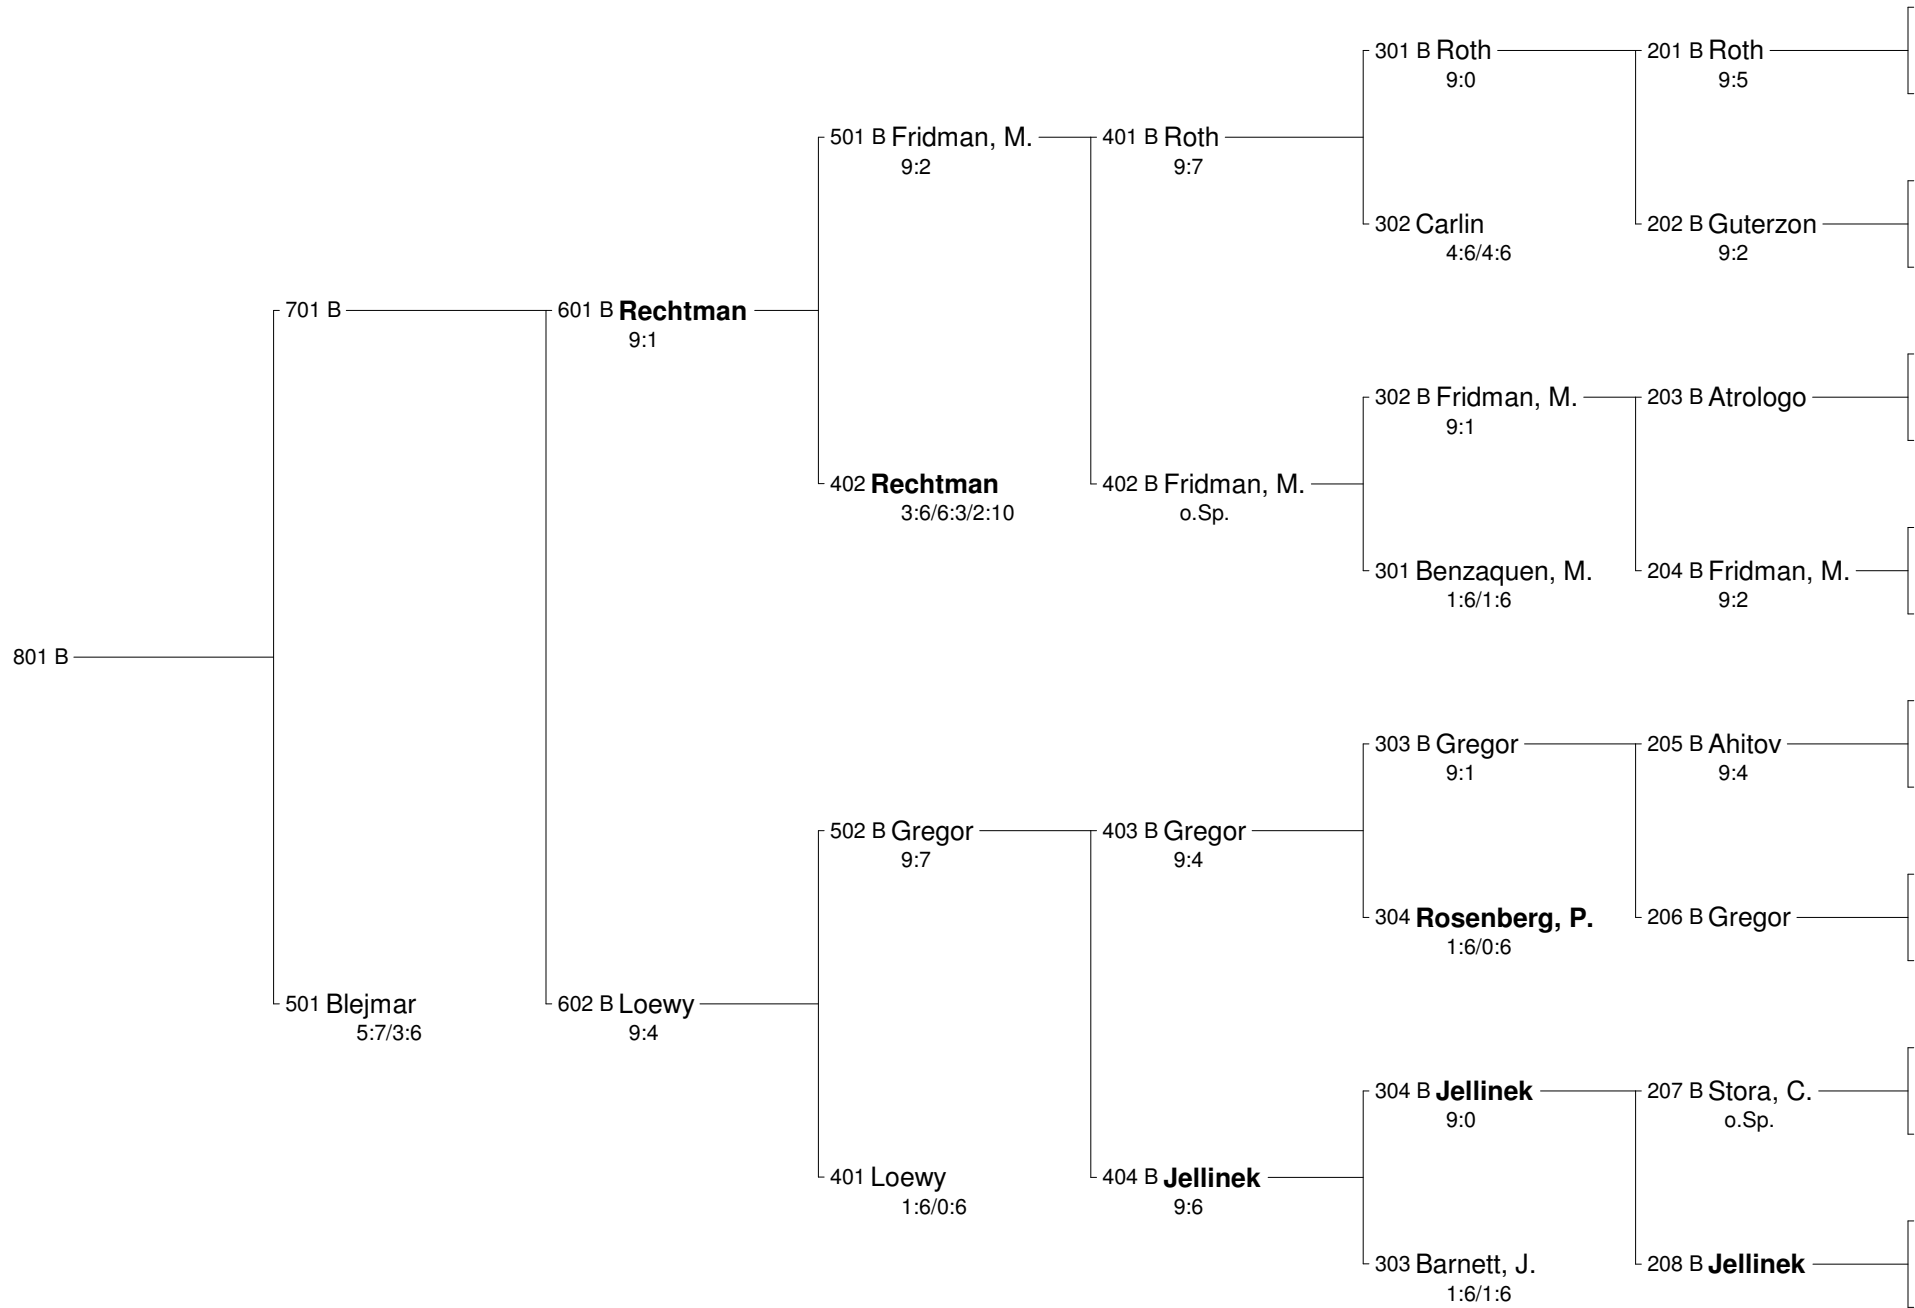 301 B Roth
9:0
201 B Roth
9:5
501 B Fridman, M.
9:2
401 B Roth
9:7
302 Carlin
4:6/4:6
202 B Guterzon
9:2
701 B
601 B Rechtman
9:1
302 B Fridman, M.
9:1
203 B Atrologo
402 Rechtman
3:6/6:3/2:10
402 B Fridman, M.
o.Sp.
301 Benzaquen, M.
1:6/1:6
204 B Fridman, M.
9:2
801 B
303 B Gregor
9:1
205 B Ahitov
9:4
502 B Gregor
9:7
403 B Gregor
9:4
304 Rosenberg, P.
1:6/0:6
206 B Gregor
501 Blejmar
5:7/3:6
602 B Loewy
9:4
304 B Jellinek
9:0
207 B Stora, C.
o.Sp.
401 Loewy
1:6/0:6
404 B Jellinek
9:6
303 Barnett, J.
1:6/1:6
208 B Jellinek